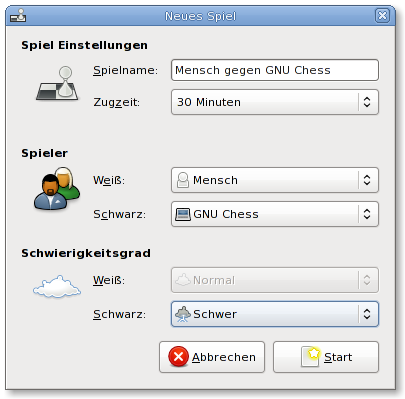 Neues Spiel
Spiel Einstellungen
Spielname: Mensch gegen GNU Chess
Zugzeit: 30 Minuten
Spieler
Weiß: Mensch
Schwarz: GNU Chess
Schwierigkeitsgrad
Weiß: Normal
Schwarz: Schwer
Abbrechen Start